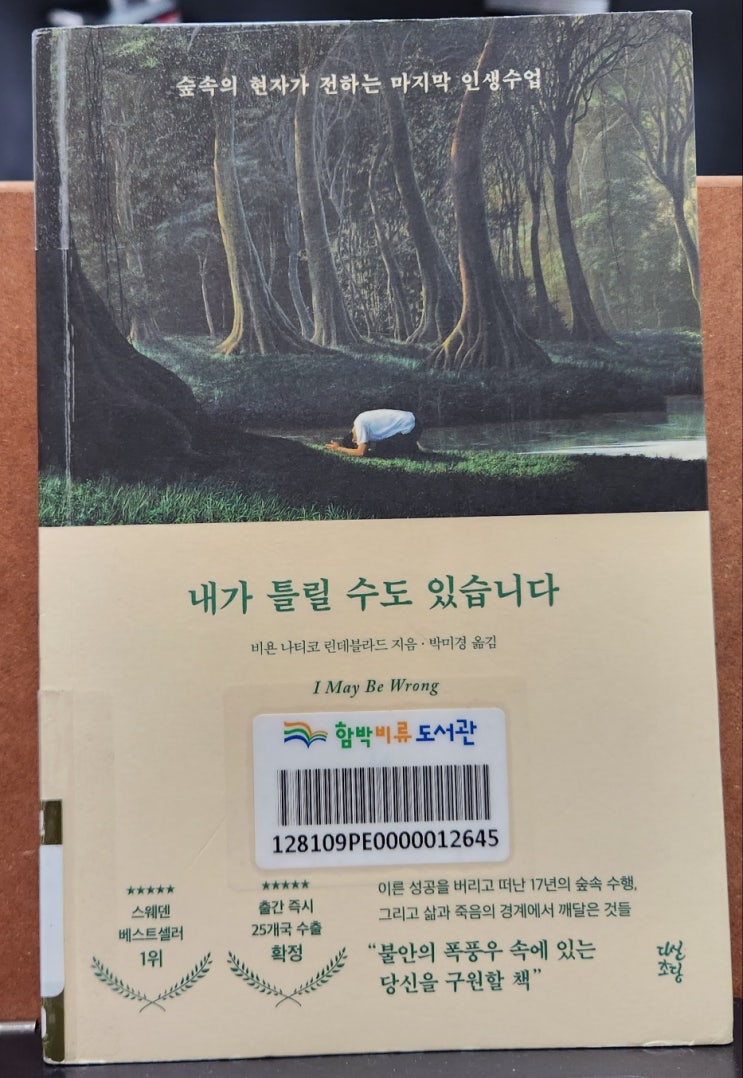 숲속의 현자가 전하는 마지막 인생수업
내가 틀릴 수도 있습니다
비욘 나티코 린데블라드 지음 · 박미경 옮김
I May Be Wrong
함박비류도서관
128109PE0000012645
★★★★★
스웨덴
베스트셀러
1위
★★★★★
출간 즉시
25개국 수출
확정
이른 성공을 버리고 떠난 17년의 숲속 수행,
그리고 삶과 죽음의 경계에서 깨달은 것들
“불안의 폭풍우 속에 있는
당신을 구원할 책”
다산
초당